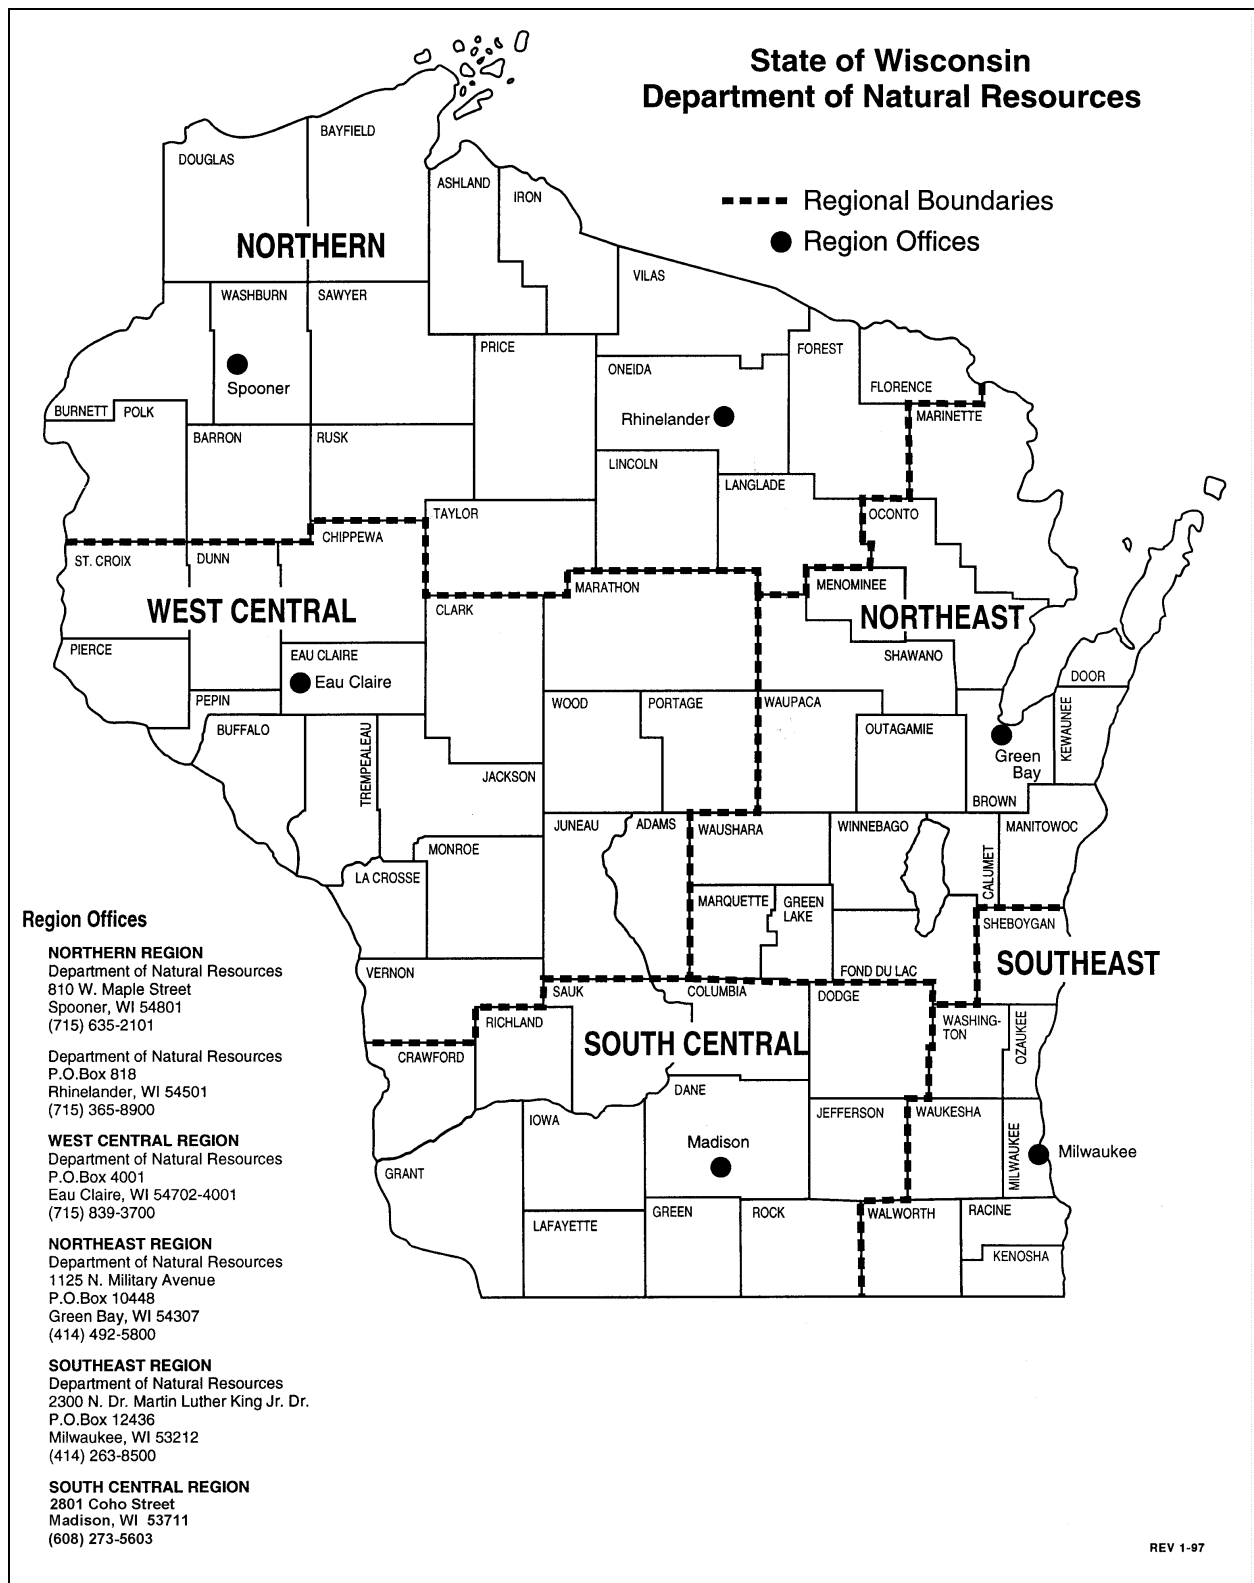 State of Wisconsin
Department of Natural Resources
Regional Boundaries
Region Offices
BAYFIELD
DOUGLAS
ASHLAND
IRON
NORTHERN
VILAS
WASHBURN
SAWYER
PRICE
FOREST
ONEIDA
Spooner
FLORENCE
BURNETT
POLK
MARINETTE
Rhinelander
BARRON
RUSK
LINCOLN
LANGLADE
TAYLOR
OCONTO
CHIPPEWA
ST. CROIX
DUNN
MARATHON
MENOMINEE
WEST CENTRAL
CLARK
NORTHEAST
PIERCE
EAU CLAIRE
SHAWANO
Eau Claire
DOOR
PEPIN
WOOD
PORTAGE
WAUPACA
BUFFALO
TREMPEALEAU
OUTAGAMIE
KEWAUNEE
Green
Bay
JACKSON
BROWN
JUNEAU
ADAMS
WAUSHARA
WINNEBAGO
MANITOWOC
MONROE
CALUMET
LA CROSSE
MARQUETTE
GREEN
LAKE
SHEBOYGAN
SOUTHEAST
VERNON
FOND DU LAC
SAUK
COLUMBIA
DODGE
RICHLAND
WASHING-
TON
OZAUKEE
SOUTH CENTRAL
CRAWFORD
DANE
IOWA
JEFFERSON
WAUKESHA
Madison
MILWAUKEE
Milwaukee
GRANT
LAFAYETTE
GREEN
ROCK
WALWORTH
RACINE
KENOSHA
Region Offices
NORTHERN REGION
Department of Natural Resources
810 W. Maple Street
Spooner, WI 54801
(715) 635-2101
Department of Natural Resources
P.O.Box 818
Rhinelander, WI 54501
(715) 365-8900
WEST CENTRAL REGION
Department of Natural Resources
P.O.Box 4001
Eau Claire, WI 54702-4001
(715) 839-3700
NORTHEAST REGION
Department of Natural Resources
1125 N. Military Avenue
P.O.Box 10448
Green Bay, WI 54307
(414) 492-5800
SOUTHEAST REGION
Department of Natural Resources
2300 N. Dr. Martin Luther King Jr. Dr.
P.O.Box 12436
Milwaukee, WI 53212
(414) 263-8500
SOUTH CENTRAL REGION
2801 Coho Street
Madison, WI 53711
(608) 273-5603
REV 1-97